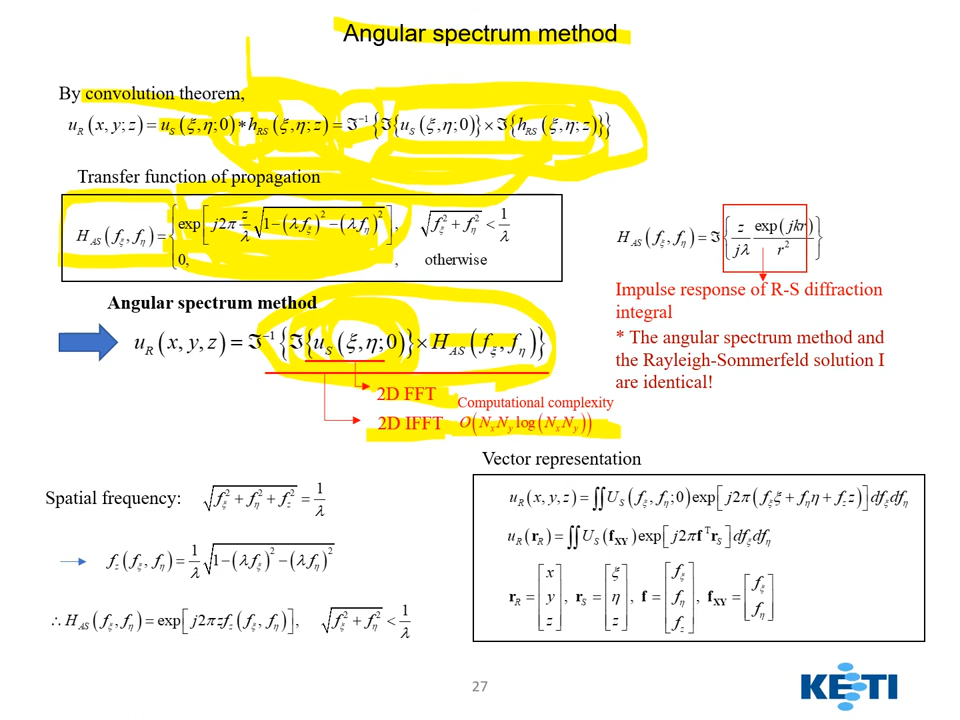 Angular spectrum method
By convolution theorem,
u_R(x, y; z) = u_S(ξ, η; 0) * h_RS(ξ, η; z) = ℑ⁻¹{ℑ{u_S(ξ, η; 0)} × ℑ{h_RS(ξ, η; z)}}
Transfer function of propagation
H_AS(f_ξ, f_η) = { exp[j2π z/λ √(1−(λf_ξ)²−(λf_η)²)], √(f_ξ² + f_η²) < 1/λ
0, , otherwise
H_AS(f_ξ, f_η) = ℑ{ z/jλ exp(jkr)/r² }
Impulse response of R-S diffraction
integral
* The angular spectrum method and
the Rayleigh-Sommerfeld solution I
are identical!
Angular spectrum method
u_R(x, y, z) = ℑ⁻¹{ℑ{u_S(ξ, η; 0)} × H_AS(f_ξ, f_η)}
2D FFT
Computational complexity
2D IFFT O(N_x N_y log(N_x N_y))
Spatial frequency: √(f_ξ² + f_η² + f_z²) = 1/λ
f_z(f_ξ, f_η) = 1/λ √(1−(λf_ξ)²−(λf_η)²)
∴ H_AS(f_ξ, f_η) = exp[j2πzf_z(f_ξ, f_η)], √(f_ξ² + f_η²) < 1/λ
Vector representation
u_R(x, y, z) = ∬U_S(f_ξ, f_η; 0)exp[j2π(f_ξ ξ + f_η η + f_z z)]df_ξ df_η
u_R(r_R) = ∬U_S(f_XY)exp[j2πf^T r_S]df_ξ df_η
r_R = [x y z], r_S = [ξ η z], f = [f_ξ f_η f_z], f_XY = [f_ξ f_η]
27
KETI